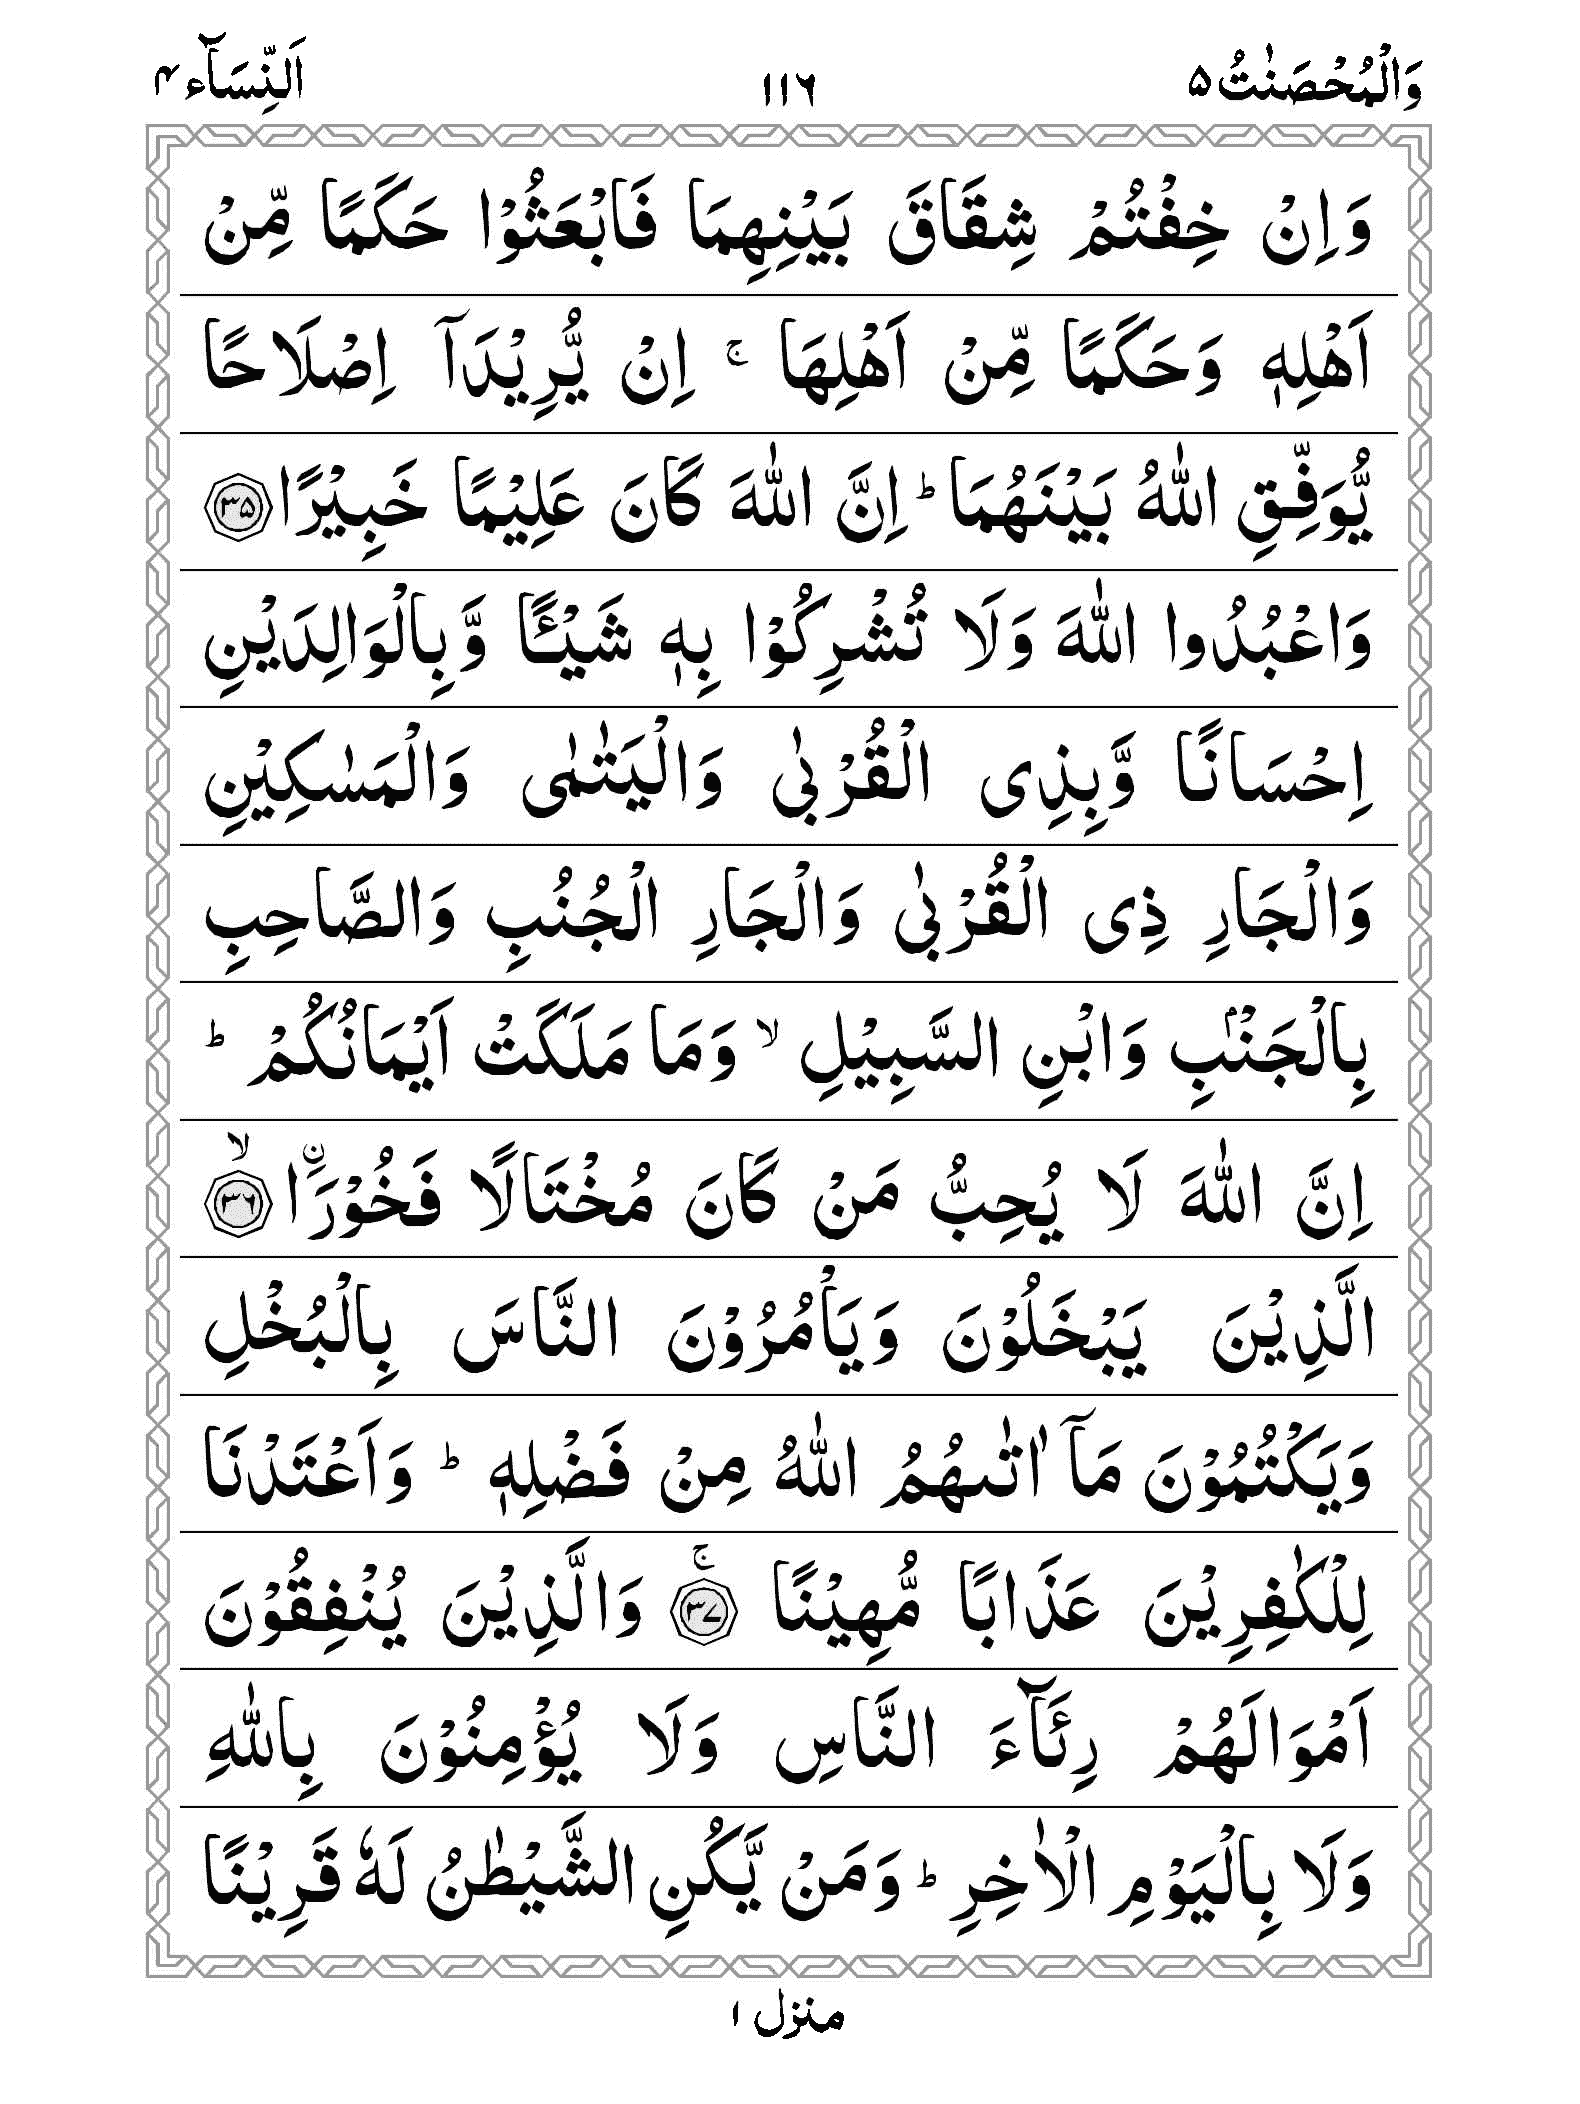 وَالْمُحْصَنٰتُ ۵ ۱۱۶ اَلنِّسَآء ۴
وَاِنْ خِفْتُمْ شِقَاقَ بَيْنِهِمَا فَابْعَثُوْا حَكَمًا مِّنْ
اَهْلِهٖ وَحَكَمًا مِّنْ اَهْلِهَا ۚ اِنْ يُّرِيْدَآ اِصْلَاحًا
يُّوَفِّقِ اللّٰهُ بَيْنَهُمَا ؕ اِنَّ اللّٰهَ كَانَ عَلِيْمًا خَبِيْرًا ۳۵
وَاعْبُدُوا اللّٰهَ وَلَا تُشْرِكُوْا بِهٖ شَيْـًٔا وَّبِالْوَالِدَيْنِ
اِحْسَانًا وَّبِذِى الْقُرْبٰى وَالْيَتٰمٰى وَالْمَسٰكِيْنِ
وَالْجَارِ ذِى الْقُرْبٰى وَالْجَارِ الْجُنُبِ وَالصَّاحِبِ
بِالْجَنْۢبِ وَابْنِ السَّبِيْلِ ۙ وَمَا مَلَكَتْ اَيْمَانُكُمْ ؕ
اِنَّ اللّٰهَ لَا يُحِبُّ مَنْ كَانَ مُخْتَالًا فَخُوْرَاۨ ۙ ۳۶
الَّذِيْنَ يَبْخَلُوْنَ وَيَاْمُرُوْنَ النَّاسَ بِالْبُخْلِ
وَيَكْتُمُوْنَ مَآ اٰتٰىهُمُ اللّٰهُ مِنْ فَضْلِهٖ ؕ وَاَعْتَدْنَا
لِلْكٰفِرِيْنَ عَذَابًا مُّهِيْنًا ۚ ۳۷ وَالَّذِيْنَ يُنْفِقُوْنَ
اَمْوَالَهُمْ رِئَآءَ النَّاسِ وَلَا يُؤْمِنُوْنَ بِاللّٰهِ
وَلَا بِالْيَوْمِ الْاٰخِرِ ؕ وَمَنْ يَّكُنِ الشَّيْطٰنُ لَهٗ قَرِيْنًا
منزل ۱